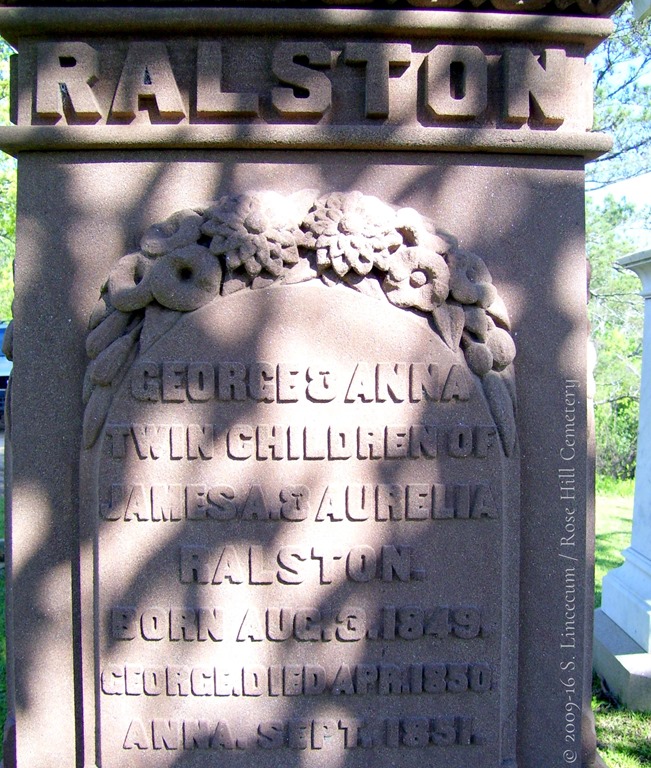 RALSTON
GEORGE & ANNA
TWIN CHILDREN OF
JAMES A. & AURELIA
RALSTON.
BORN AUG. 3. 1849.
GEORGE. DIED APR. 1850.
ANNA. SEPT. 1851.
© 2009-16 S. Lincecum / Rose Hill Cemetery